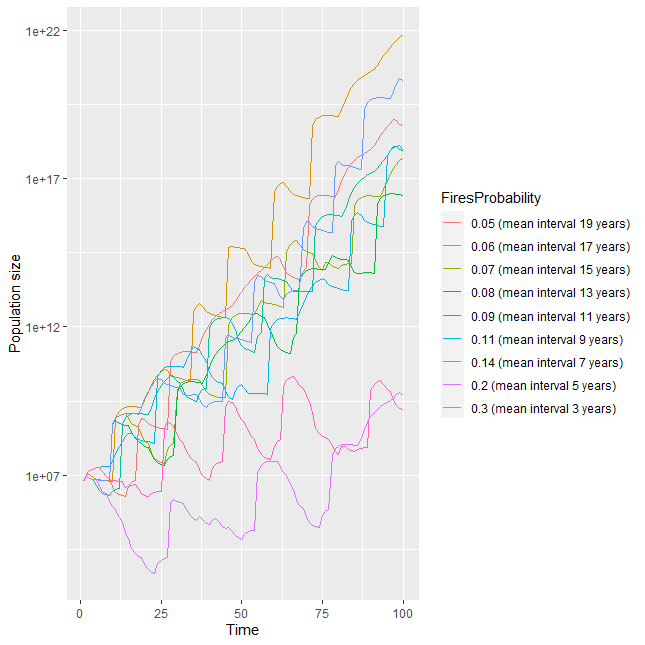 1e+22
1e+17
1e+12
1e+07
Population size
0
25
50
75
100
Time
FiresProbability
0.05 (mean interval 19 years)
0.06 (mean interval 17 years)
0.07 (mean interval 15 years)
0.08 (mean interval 13 years)
0.09 (mean interval 11 years)
0.11 (mean interval 9 years)
0.14 (mean interval 7 years)
0.2 (mean interval 5 years)
0.3 (mean interval 3 years)